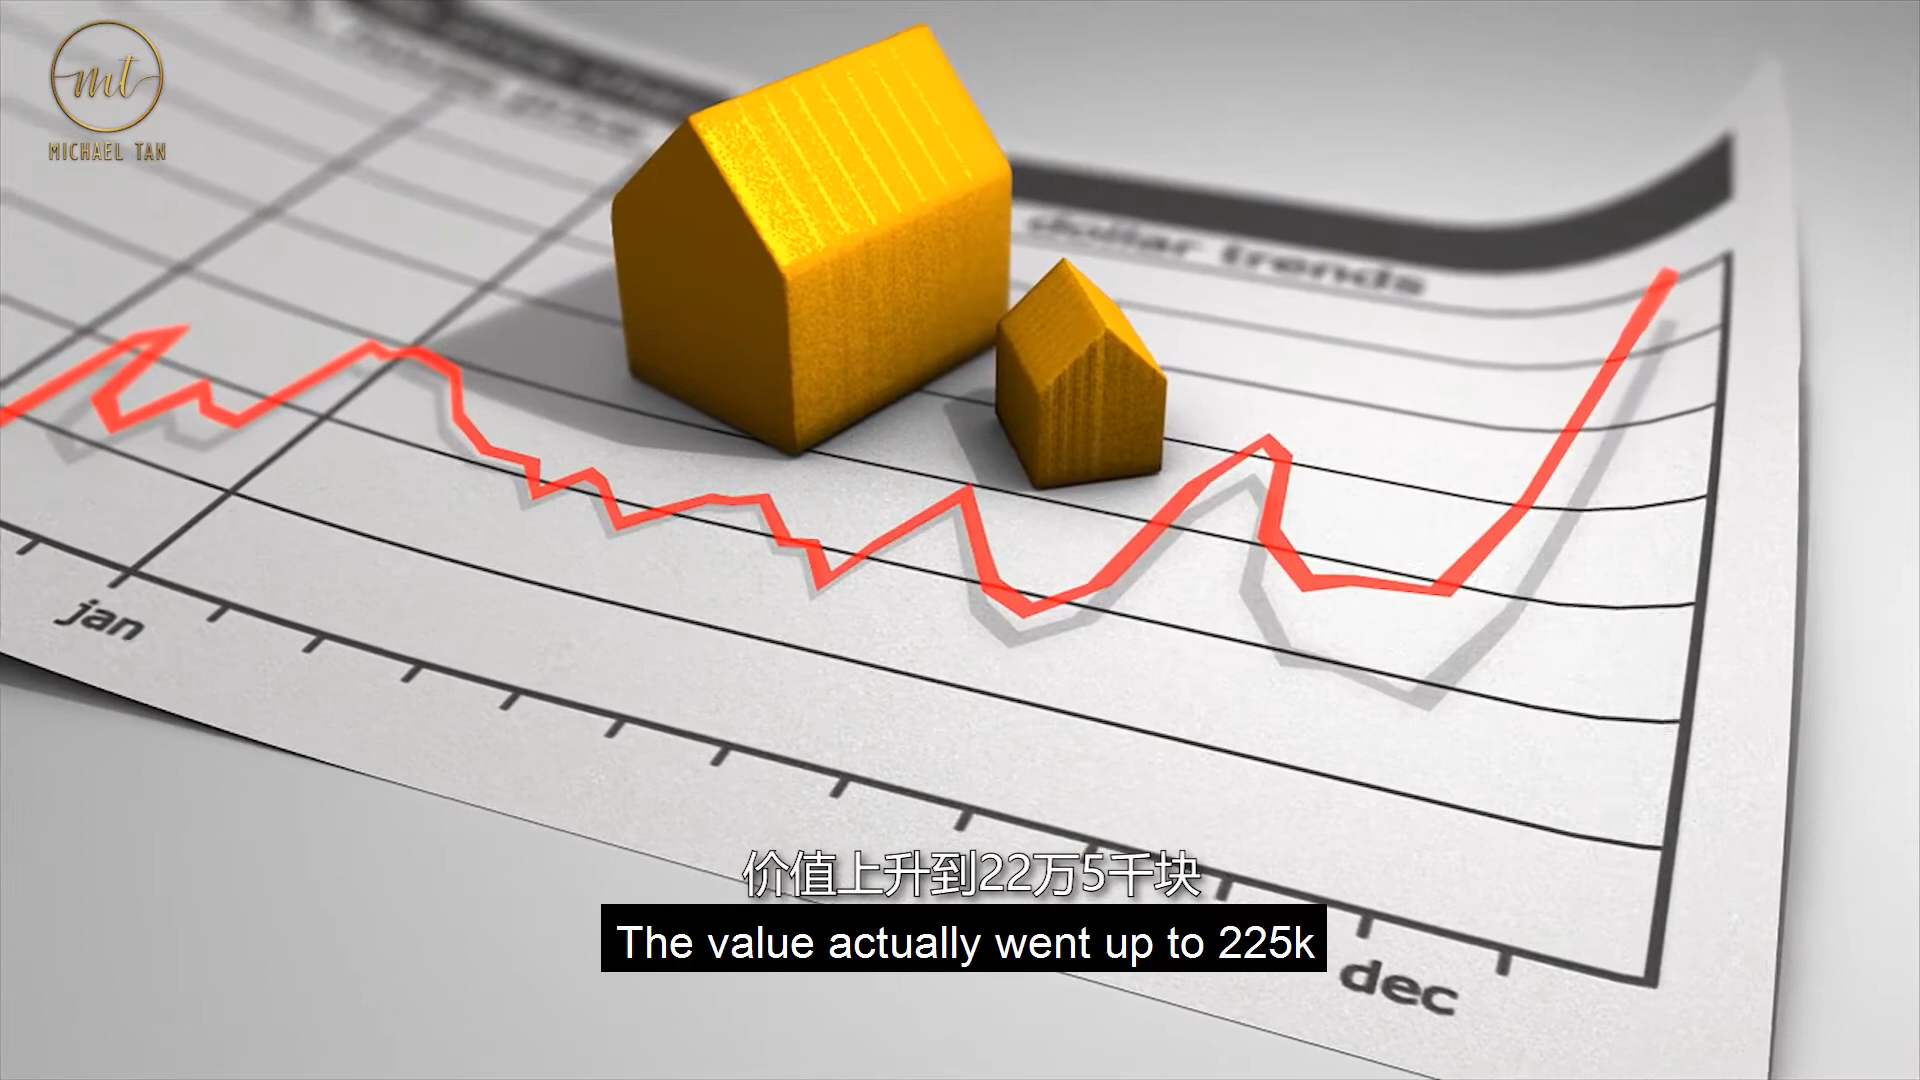 mt
MICHAEL TAN
dollar trends
jan
价值上升到22万5千块
The value actually went up to 225k
dec